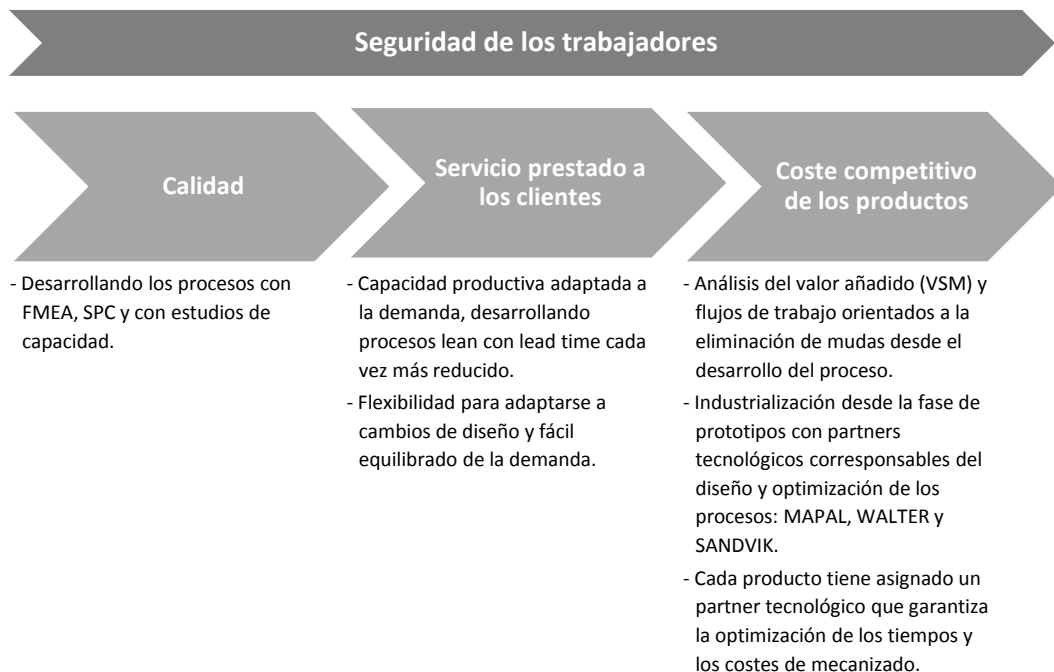 Seguridad de los trabajadores
Calidad
- Desarrollando los procesos con
FMEA, SPC y con estudios de
capacidad.
Servicio prestado a
los clientes
- Capacidad productiva adaptada a
la demanda, desarrollando
procesos lean con lead time cada
vez más reducido.
- Flexibilidad para adaptarse a
cambios de diseño y fácil
equilibrado de la demanda.
Coste competitivo
de los productos
- Análisis del valor añadido (VSM) y
flujos de trabajo orientados a la
eliminación de mudas desde el
desarrollo del proceso.
- Industrialización desde la fase de
prototipos con partners
tecnológicos corresponsables del
diseño y optimización de los
procesos: MAPAL, WALTER y
SANDVIK.
- Cada producto tiene asignado un
partner tecnológico que garantiza
la optimización de los tiempos y
los costes de mecanizado.